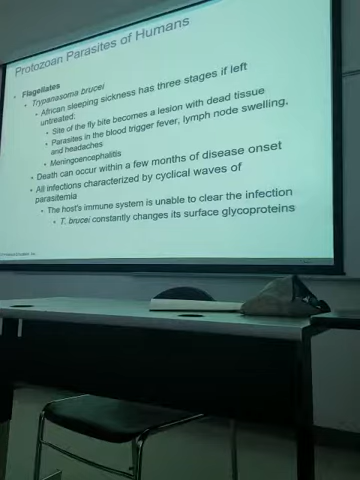 Protozoan Parasites of Humans
• Flagellates
• Trypanasoma brucei
• African sleeping sickness has three stages if left
untreated:
• Site of the fly bite becomes a lesion with dead tissue
• Parasites in the blood trigger fever, lymph node swelling,
and headaches
• Meningoencephalitis
• Death can occur within a few months of disease onset
• All infections characterized by cyclical waves of
parasitemia
• The host's immune system is unable to clear the infection
• T. brucei constantly changes its surface glycoproteins